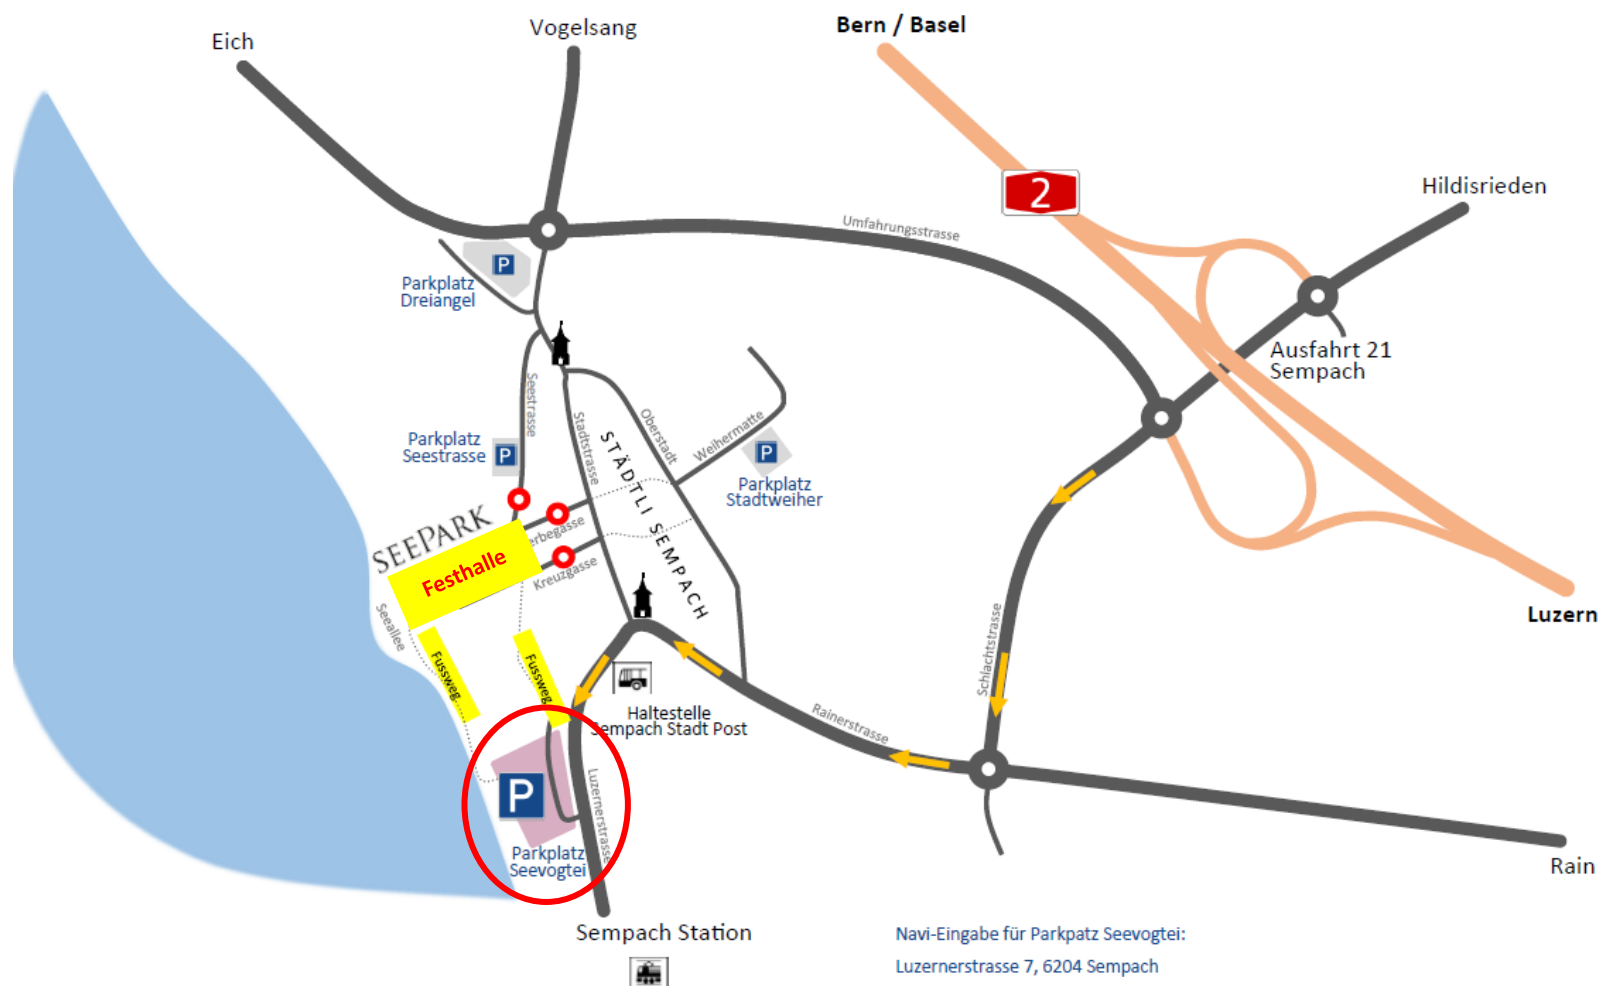 Bern / Basel
Vogelsang
Eich
2
Hildisrieden
Umfahrungsstrasse
P
Parkplatz
Dreiangel
Ausfahrt 21
Sempach
Seestrasse
Stadtstrasse
Oberstadt
Weihermatte
STÄDTLI SEMPACH
Parkplatz
Seestrasse
P
P
Parkplatz
Stadtweiher
SEEPARK
Festhalle
erbegasse
Kreuzgasse
Seeallee
Fussweg
Fussweg
Luzern
Schlachtstrasse
Haltestelle
Sempach Stadt Post
Rainerstrasse
P
Luzernerstrasse
Parkplatz
Seevogtei
Rain
Sempach Station
Navi-Eingabe für Parkpatz Seevogtei:
Luzernerstrasse 7, 6204 Sempach